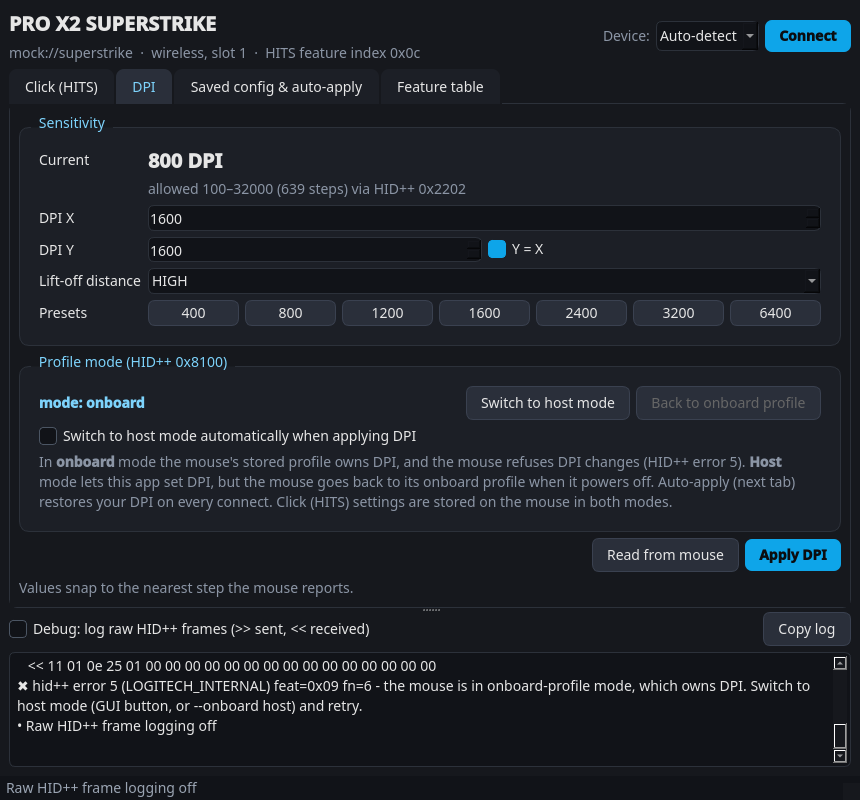 PRO X2 SUPERSTRIKE
mock://superstrike · wireless, slot 1 · HITS feature index 0x0c
Device: Auto-detect Connect
Click (HITS) DPI Saved config & auto-apply Feature table
Sensitivity
Current 800 DPI
allowed 100–32000 (639 steps) via HID++ 0x2202
DPI X 1600
DPI Y 1600 Y = X
Lift-off distance HIGH
Presets 400 800 1200 1600 2400 3200 6400
Profile mode (HID++ 0x8100)
mode: onboard Switch to host mode Back to onboard profile
Switch to host mode automatically when applying DPI
In onboard mode the mouse's stored profile owns DPI, and the mouse refuses DPI changes (HID++ error 5). Host
mode lets this app set DPI, but the mouse goes back to its onboard profile when it powers off. Auto-apply (next tab)
restores your DPI on every connect. Click (HITS) settings are stored on the mouse in both modes.
Read from mouse Apply DPI
Values snap to the nearest step the mouse reports.
Debug: log raw HID++ frames (>> sent, << received) Copy log
<< 11 01 0e 25 01 00 00 00 00 00 00 00 00 00 00 00 00 00 00 00
✖ hid++ error 5 (LOGITECH_INTERNAL) feat=0x09 fn=6 - the mouse is in onboard-profile mode, which owns DPI. Switch to
host mode (GUI button, or --onboard host) and retry.
• Raw HID++ frame logging off
Raw HID++ frame logging off